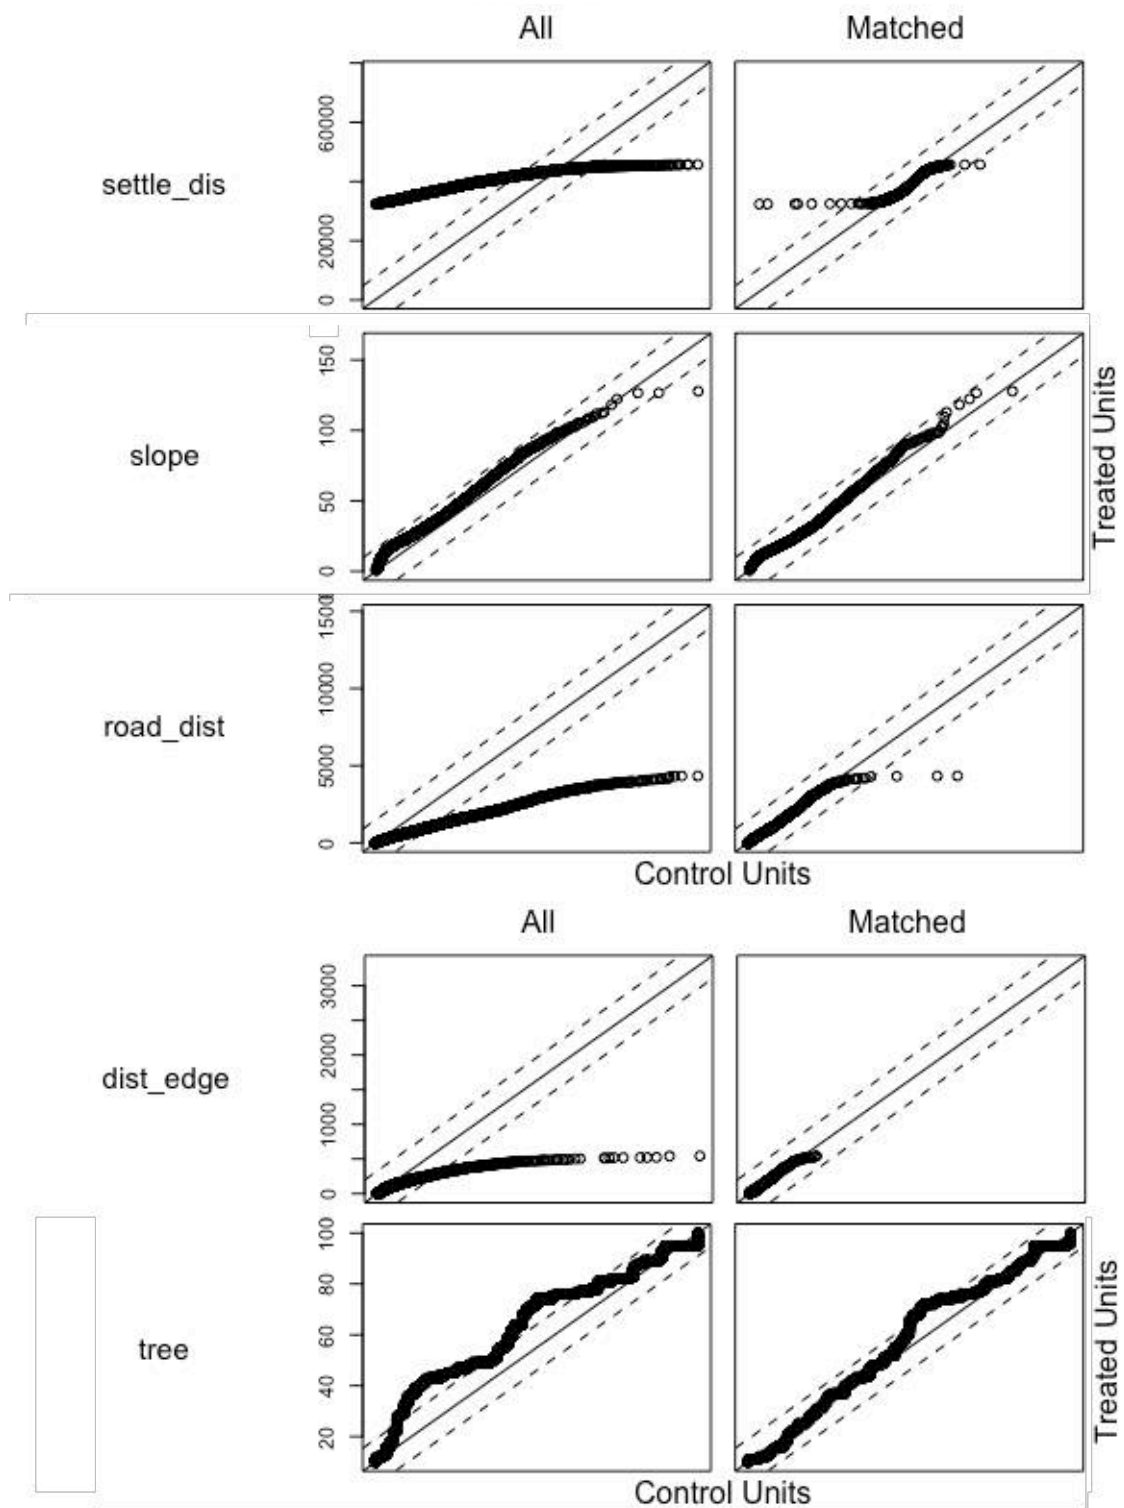 All Matched
60000
settle_dis
20000
0
150
100
slope
50
0
Treated Units
1500
10000
road_dist
5000
0
Control Units
All Matched
3000
2000
dist_edge
1000
0
100
80
60
tree
40
20
Treated Units
Control Units